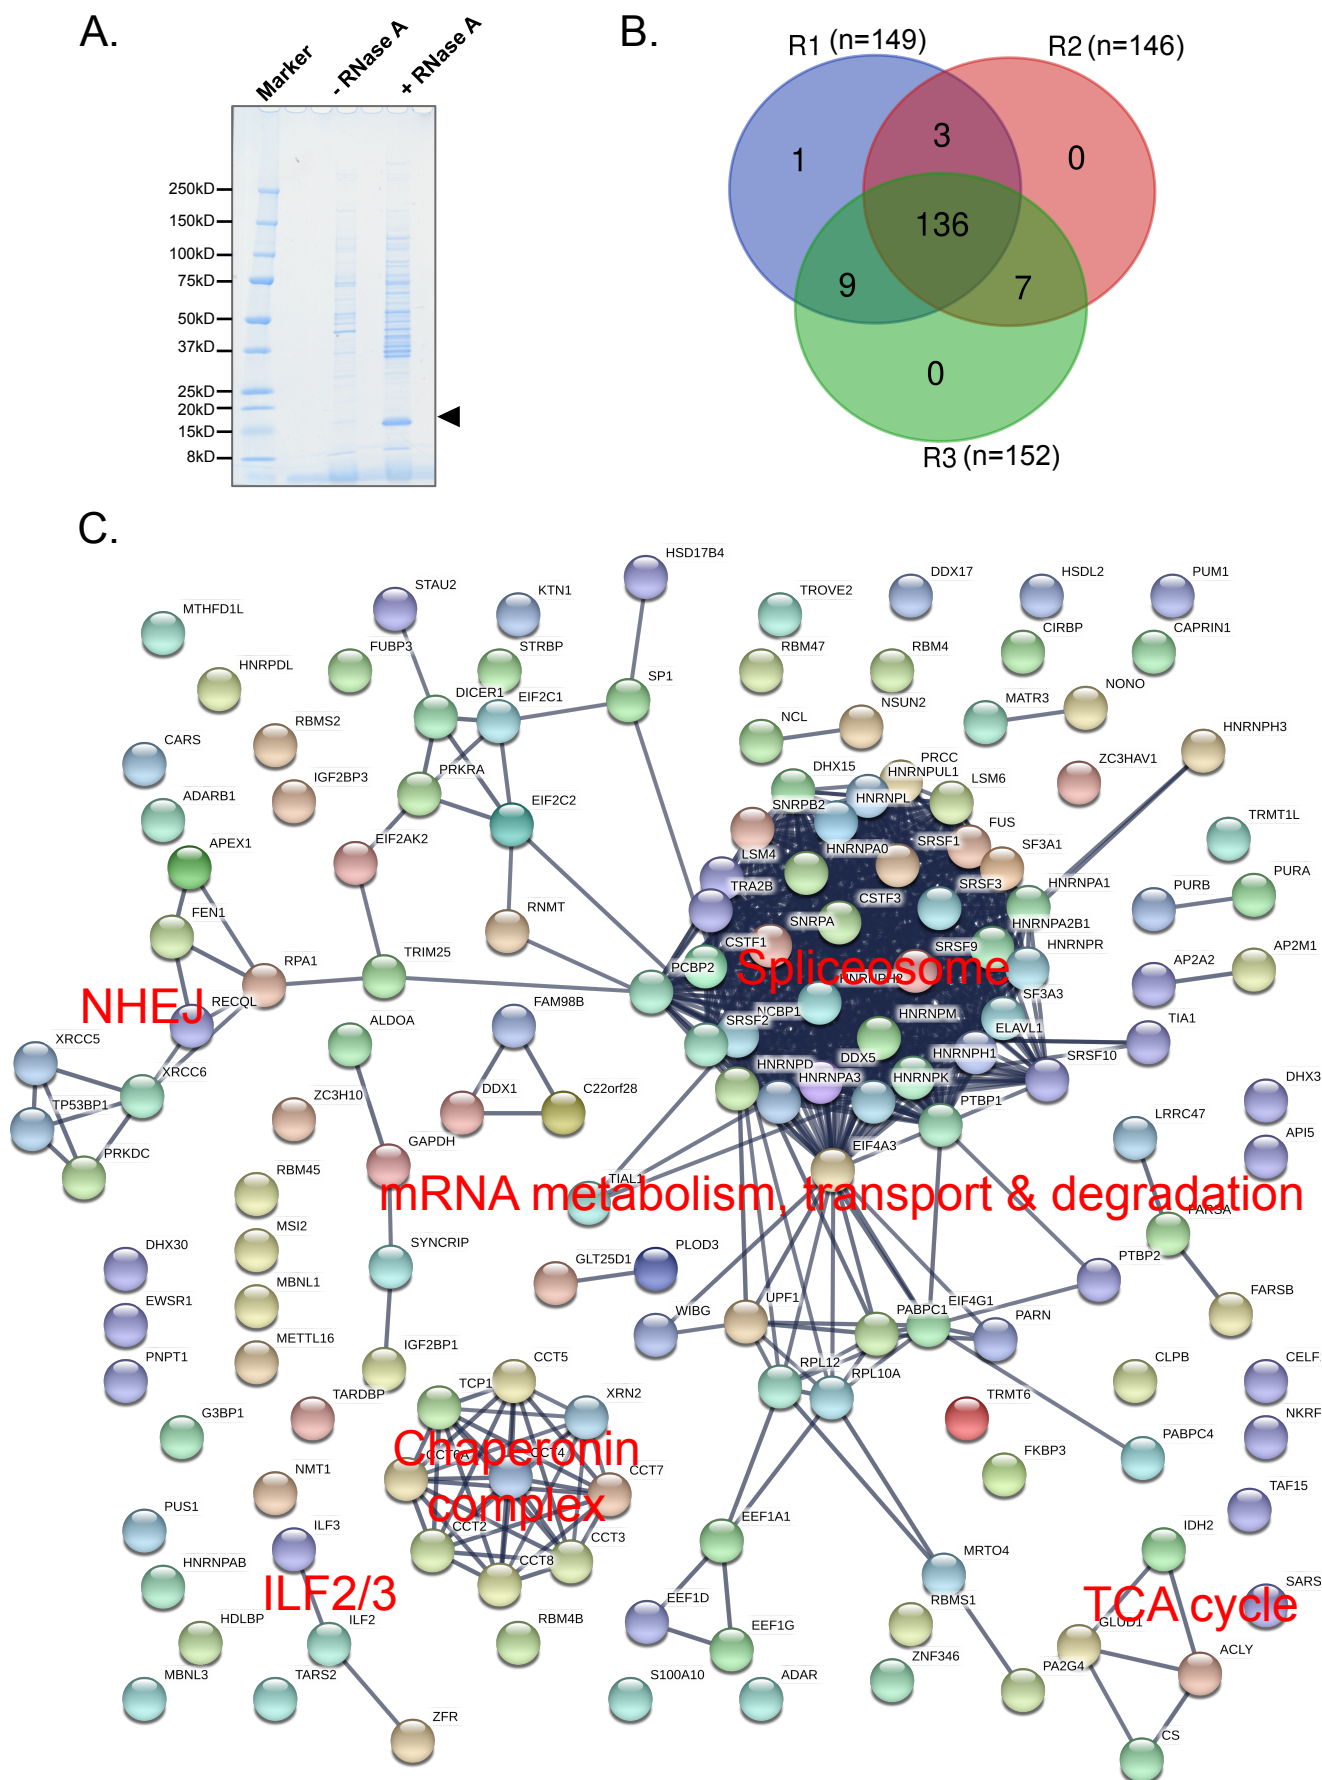 A.
Marker
- RNase A
+ RNase A
250kD
150kD
100kD
75kD
50kD
37kD
25kD
20kD
15kD
8kD
B.
R1 (n=149)
R2 (n=146)
1
3
0
136
9
7
0
R3 (n=152)
C.
HSD17B4
STAU2
KTN1
TROVE2
DDX17
HSDL2
PUM1
MTHFD1L
FUBP3
STRBP
CIRBP
CAPRIN1
HNRPDL
SP1
RBM47
RBM4
DICER1
EIF2C1
NSUN2
MATR3
NONO
RBMS2
NCL
HNRNPH3
CARS
PRKRA
DHX15
PRCC
HNRNPUL1
LSM6
ZC3HAV1
IGF2BP3
ADARB1
EIF2C2
SNRPB2
HNRNPL
FUS
TRMT1L
APEX1
EIF2AK2
LSM4
HNRNPA0
SRSF1
SF3A1
TRA2B
CSTF3
SRSF3
HNRNPA1
PURB
PURA
FEN1
RNMT
SNRPA
HNRNPA2B1
CSTF1
SRSF9
HNRNPR
RPA1
TRIM25
PCBP2
Spliceosome
HNRNPH2
AP2A2
AP2M1
NHEJ
RECQL
FAM98B
NCBP1
HNRNPM
SF3A3
ALDOA
SRSF2
ELAVL1
TIA1
XRCC5
XRCC6
DDX5
HNRNPH1
SRSF10
HNRNPD
HNRNPA3
HNRNPK
TP53BP1
ZC3H10
DDX1
C22orf28
PTBP1
DHX3
LRRC47
API5
PRKDC
GAPDH
EIF4A3
RBM45
TIAL1
mRNA metabolism, transport & degradation
FARSA
MSI2
DHX30
SYNCRIP
GLT25D1
PLOD3
PTBP2
MBNL1
EWSR1
WIBG
UPF1
PABPC1
EIF4G1
PARN
FARSB
METTL16
PNPT1
IGF2BP1
CCT5
RPL12
RPL10A
CLPB
CELF
TCP1
XRN2
TARDBP
TRMT6
G3BP1
NKRF
Chaperonin
CCT6A
CCT4
CCT7
FKBP3
PABPC4
NMT1
complex
TAF15
PUS1
ILF3
CCT2
CCT3
EEF1A1
IDH2
HNRNPAB
CCT8
MRTO4
ILF2/3
TCA cycle
SARS
HDLBP
ILF2
RBM4B
EEF1D
EEF1G
RBMS1
GLUD1
MBNL3
TARS2
S100A10
ADAR
ZNF346
PA2G4
ACLY
ZFR
CS